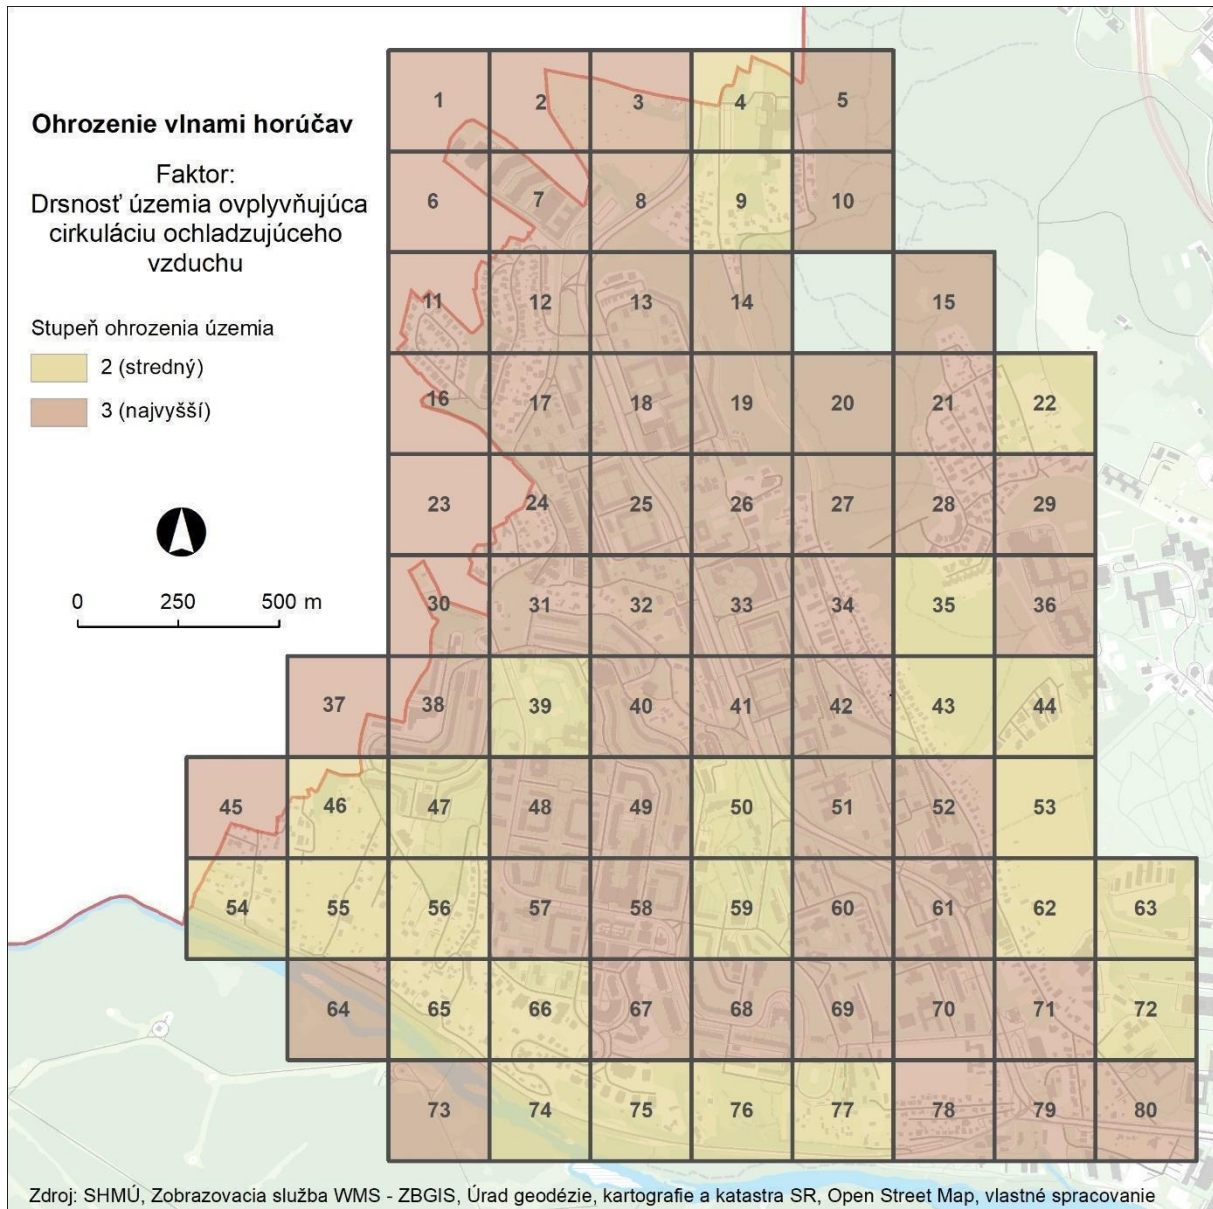 Ohrozenie vlnami horúčav
Faktor:
Drsnosť územia ovplyvňujúca
cirkuláciu ochladzujúceho
vzduchu
Stupeň ohrozenia územia
2 (stredný)
3 (najvyšší)
0 250 500 m
1 2 3 4 5
6 7 8 9 10
11 12 13 14 15
16 17 18 19 20 21 22
23 24 25 26 27 28 29
30 31 32 33 34 35 36
37 38 39 40 41 42 43 44
45 46 47 48 49 50 51 52 53
54 55 56 57 58 59 60 61 62 63
64 65 66 67 68 69 70 71 72
73 74 75 76 77 78 79 80
Zdroj: SHMÚ, Zobrazovacia služba WMS - ZBGIS, Úrad geodézie, kartografie a katastra SR, Open Street Map, vlastné spracovanie